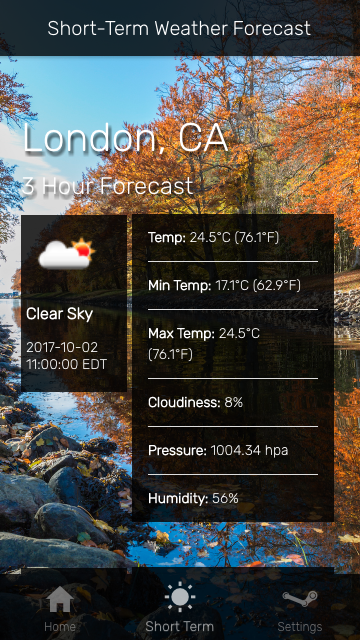 Short-Term Weather Forecast
London, CA
3 Hour Forecast
Clear Sky
2017-10-02
11:00:00 EDT
Temp: 24.5°C (76.1°F)
Min Temp: 17.1°C (62.9°F)
Max Temp: 24.5°C
(76.1°F)
Cloudiness: 8%
Pressure: 1004.34 hpa
Humidity: 56%
Home
Short Term
Settings